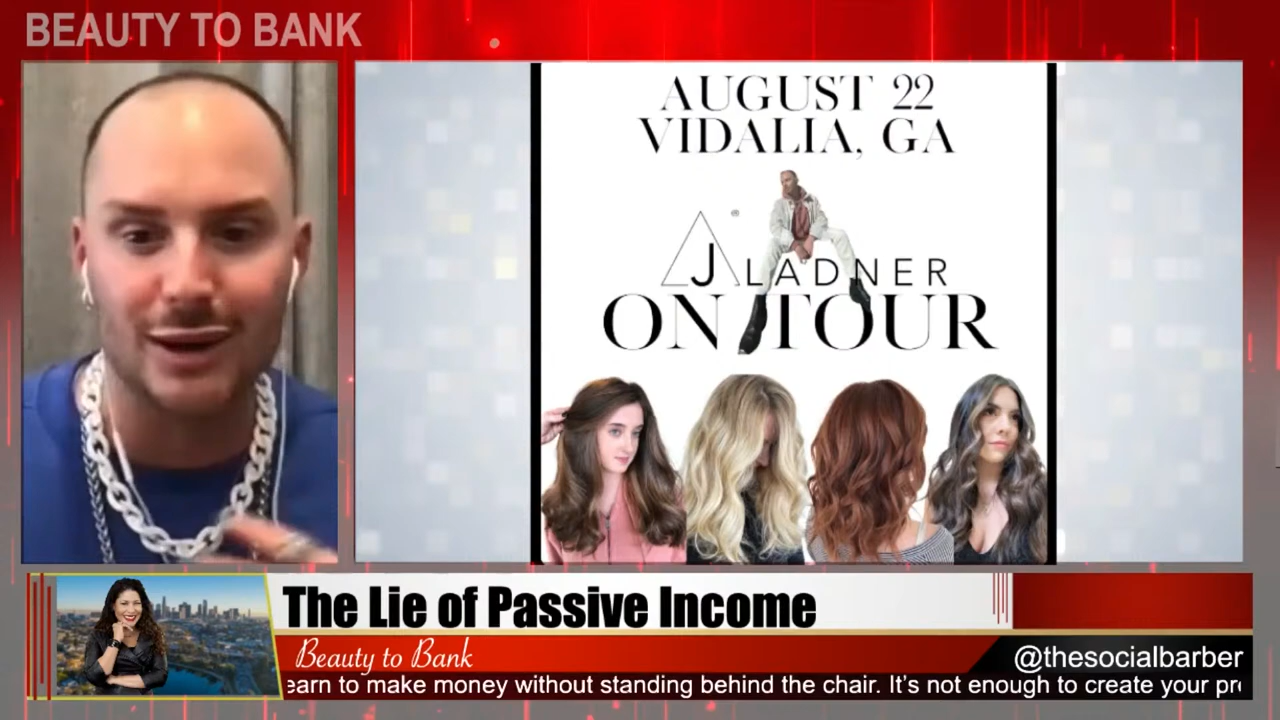 BEAUTY TO BANK
AUGUST 22
VIDALIA, GA
J LADNER
ON TOUR
The Lie of Passive Income
Beauty to Bank
@thesocialbarber
earn to make money without standing behind the chair. It’s not enough to create your